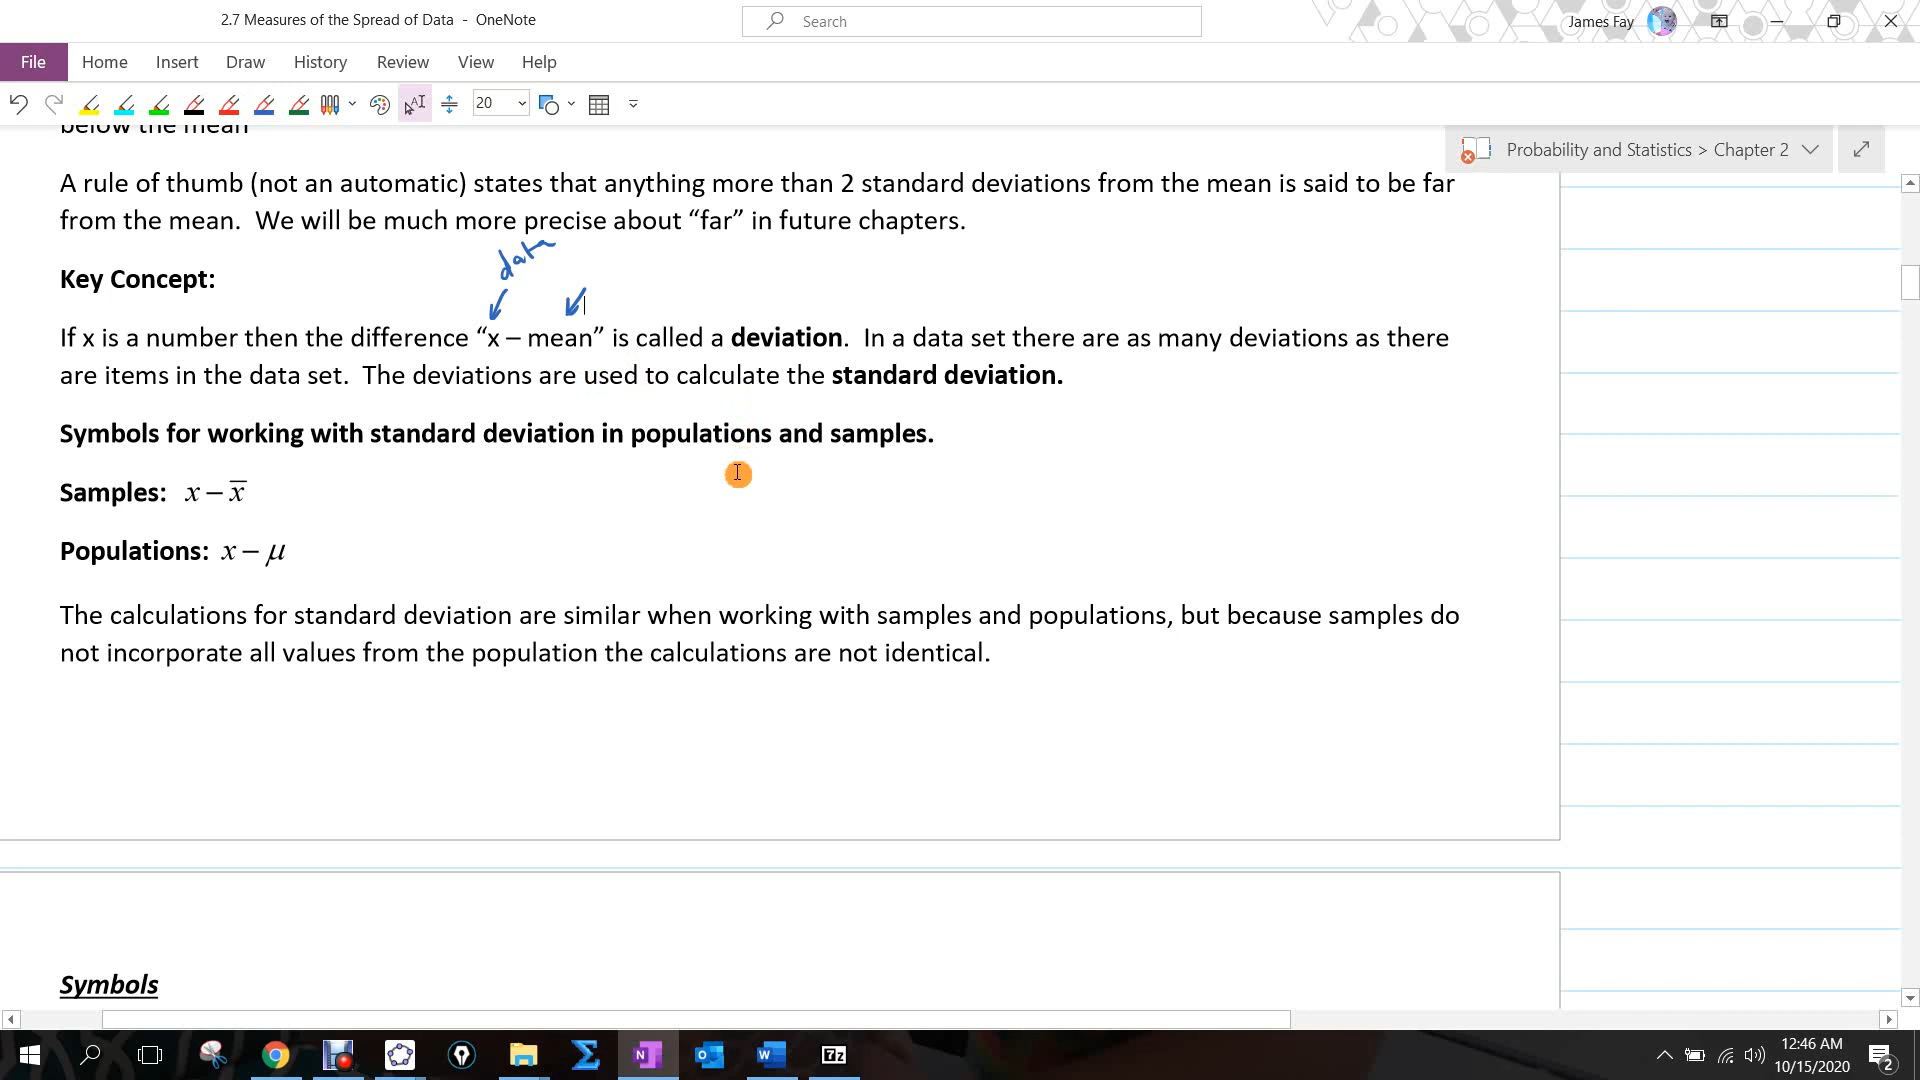 2.7 Measures of the Spread of Data - OneNote
Search
James Fay
File Home Insert Draw History Review View Help
20
below the mean
Probability and Statistics > Chapter 2
A rule of thumb (not an automatic) states that anything more than 2 standard deviations from the mean is said to be far
from the mean. We will be much more precise about “far” in future chapters.
data
Key Concept:
If x is a number then the difference “x – mean” is called a deviation. In a data set there are as many deviations as there
are items in the data set. The deviations are used to calculate the standard deviation.
Symbols for working with standard deviation in populations and samples.
Samples: x − x̅
Populations: x − μ
The calculations for standard deviation are similar when working with samples and populations, but because samples do
not incorporate all values from the population the calculations are not identical.
Symbols
12:46 AM
10/15/2020
2
7z